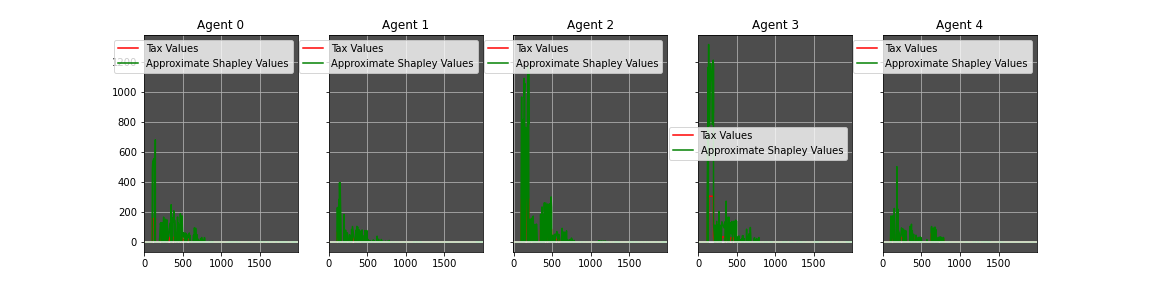 Agent 0
Agent 1
Agent 2
Agent 3
Agent 4
Tax Values
Approximate Shapley Values
Tax Values
Approximate Shapley Values
Tax Values
Approximate Shapley Values
Tax Values
Approximate Shapley Values
Tax Values
Approximate Shapley Values
1200
1000
800
600
400
200
0
0 500 1000 1500
0 500 1000 1500
0 500 1000 1500
0 500 1000 1500
0 500 1000 1500